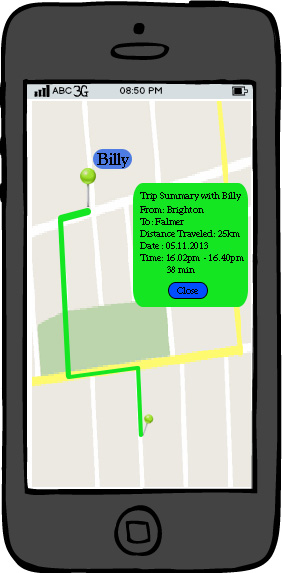 ABC 3G 08:50 PM
Billy
Trip Summary with Billy
From: Brighton
To: Falmer
Distance Traveled: 25km
Date: 05.11.2013
Time: 16.02pm - 16.40pm
38 min
Close